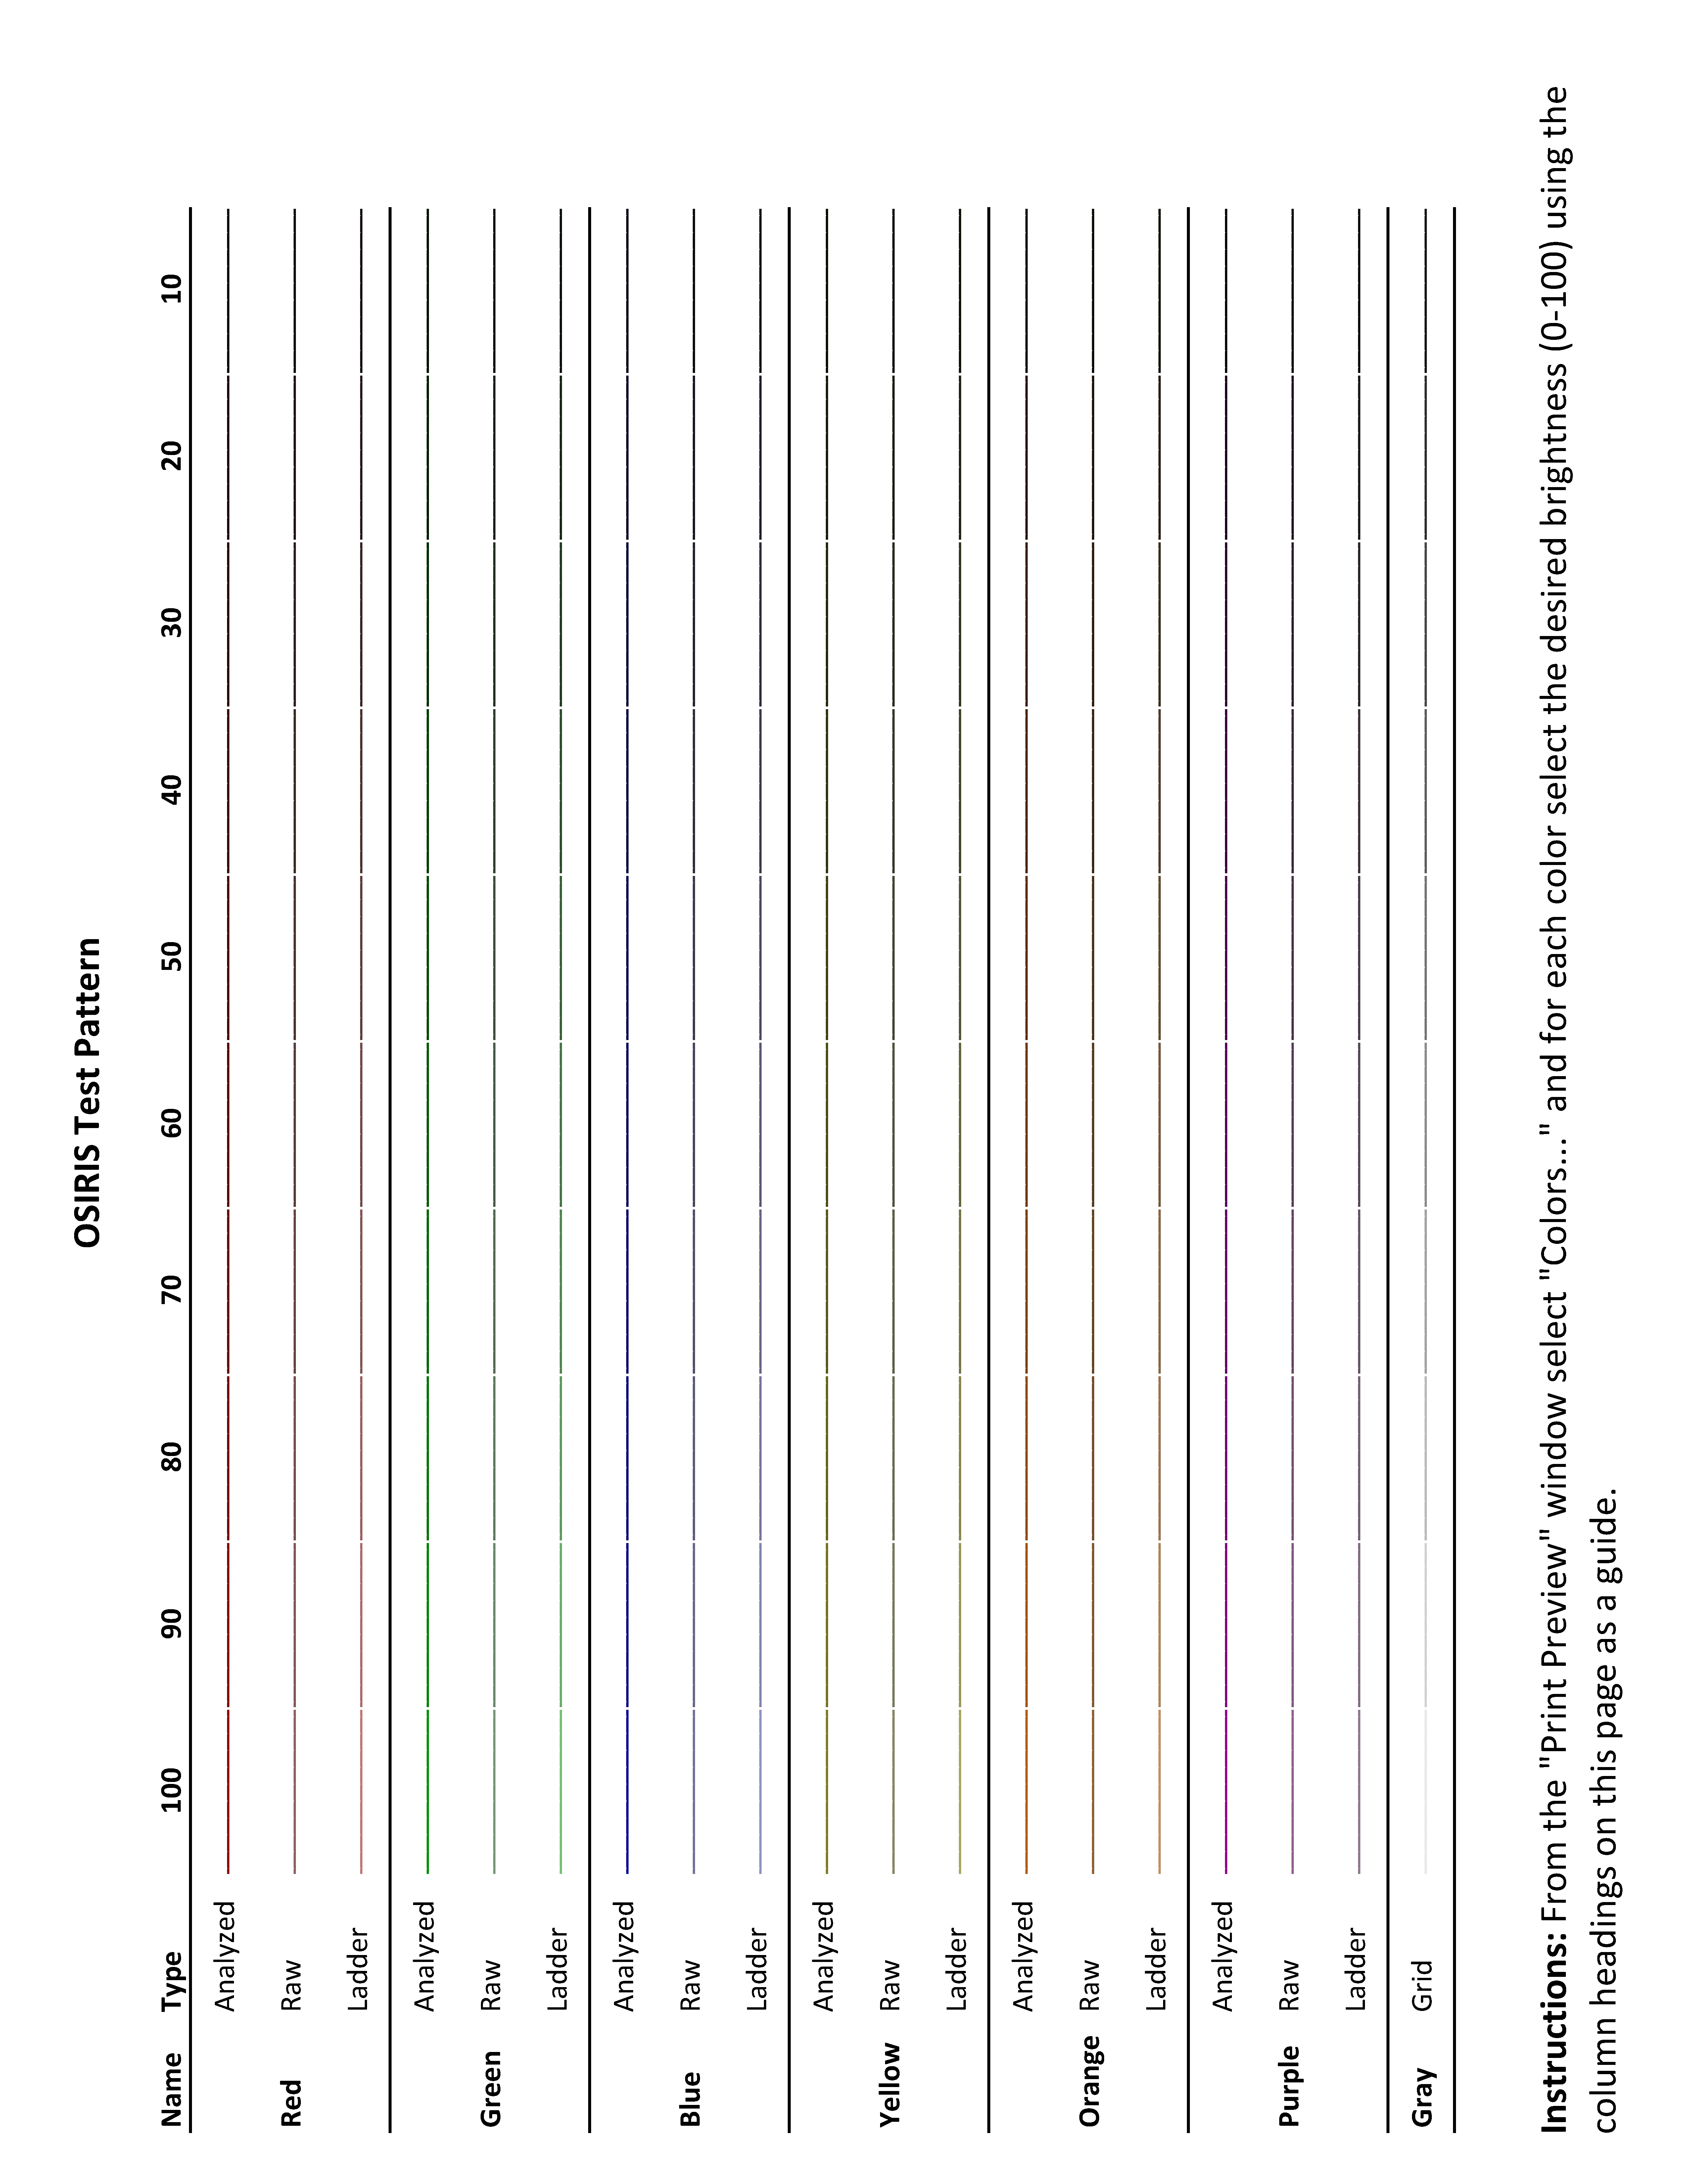 OSIRIS Test Pattern
Name Type 100 90 80 70 60 50 40 30 20 10
Analyzed
Red Raw
Ladder
Analyzed
Green Raw
Ladder
Analyzed
Blue Raw
Ladder
Analyzed
Yellow Raw
Ladder
Analyzed
Orange Raw
Ladder
Analyzed
Purple Raw
Ladder
Gray Grid
Instructions: From the "Print Preview" window select "Colors..." and for each color select the desired brightness (0-100) using the
column headings on this page as a guide.